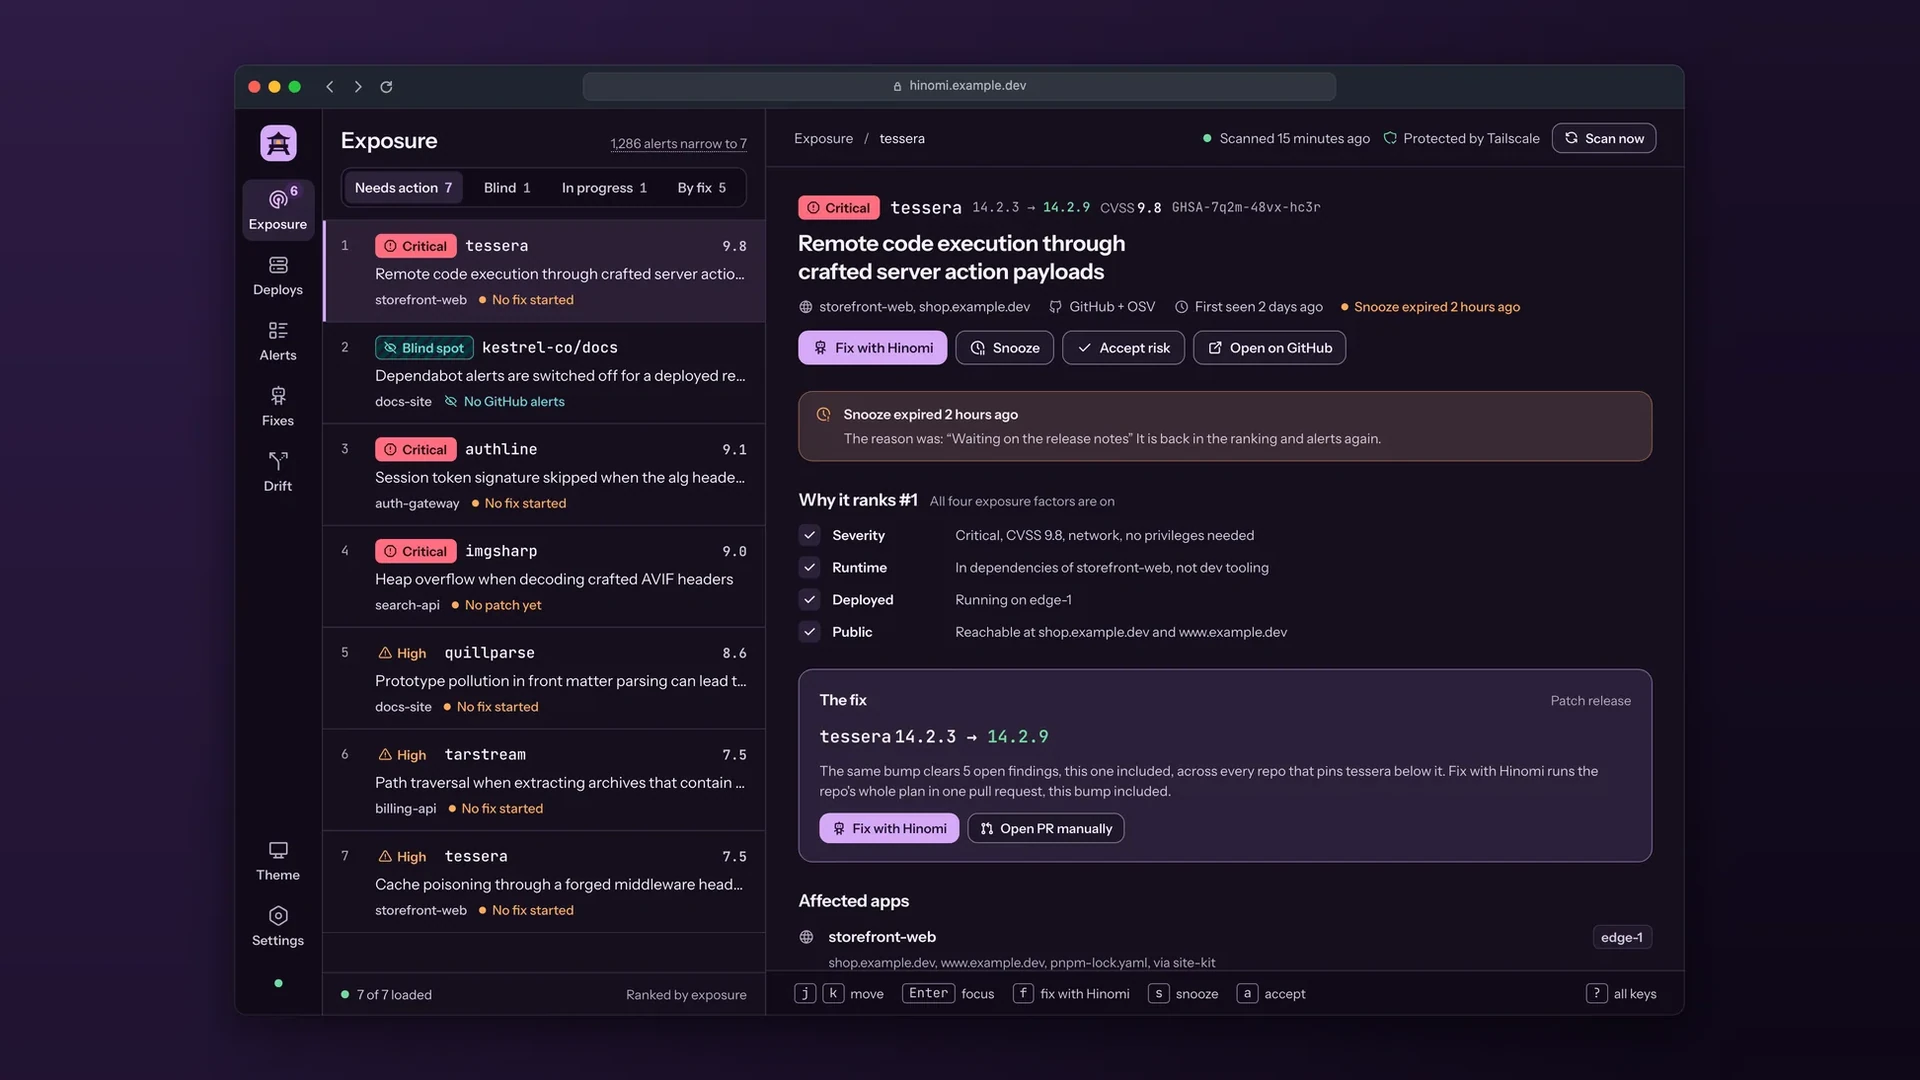 hinomi.example.dev
6
Exposure
Deploys
Alerts
Fixes
Drift
Theme
Settings
Exposure
1,286 alerts narrow to 7
Needs action 7
Blind 1
In progress 1
By fix 5
1 Critical tessera 9.8
Remote code execution through crafted server actio...
storefront-web No fix started
2 Blind spot kestrel-co/docs
Dependabot alerts are switched off for a deployed re...
docs-site No GitHub alerts
3 Critical authline 9.1
Session token signature skipped when the alg heade...
auth-gateway No fix started
4 Critical imgsharp 9.0
Heap overflow when decoding crafted AVIF headers
search-api No patch yet
5 High quillparse 8.6
Prototype pollution in front matter parsing can lead t...
docs-site No fix started
6 High tarstream 7.5
Path traversal when extracting archives that contain ...
billing-api No fix started
7 High tessera 7.5
Cache poisoning through a forged middleware head...
storefront-web No fix started
7 of 7 loaded
Ranked by exposure
Exposure / tessera
Scanned 15 minutes ago
Protected by Tailscale
Scan now
Critical tessera 14.2.3 → 14.2.9 CVSS 9.8 GHSA-7q2m-48vx-hc3r
Remote code execution through
crafted server action payloads
storefront-web, shop.example.dev GitHub + OSV First seen 2 days ago Snooze expired 2 hours ago
Fix with Hinomi
Snooze
Accept risk
Open on GitHub
Snooze expired 2 hours ago
The reason was: “Waiting on the release notes” It is back in the ranking and alerts again.
Why it ranks #1 All four exposure factors are on
Severity Critical, CVSS 9.8, network, no privileges needed
Runtime In dependencies of storefront-web, not dev tooling
Deployed Running on edge-1
Public Reachable at shop.example.dev and www.example.dev
The fix
Patch release
tessera 14.2.3 → 14.2.9
The same bump clears 5 open findings, this one included, across every repo that pins tessera below it. Fix with Hinomi runs the
repo's whole plan in one pull request, this bump included.
Fix with Hinomi
Open PR manually
Affected apps
storefront-web
edge-1
shop.example.dev, www.example.dev, pnpm-lock.yaml, via site-kit
j k move Enter focus f fix with Hinomi s snooze a accept
? all keys